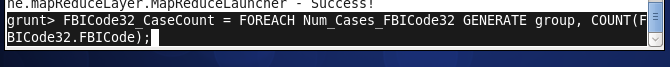 ne.mapReduceLayer.MapReduceLauncher - Success!
grunt> FBICode32_CaseCount = FOREACH Num_Cases_FBICode32 GENERATE group, COUNT(F
BICode32.FBICode);